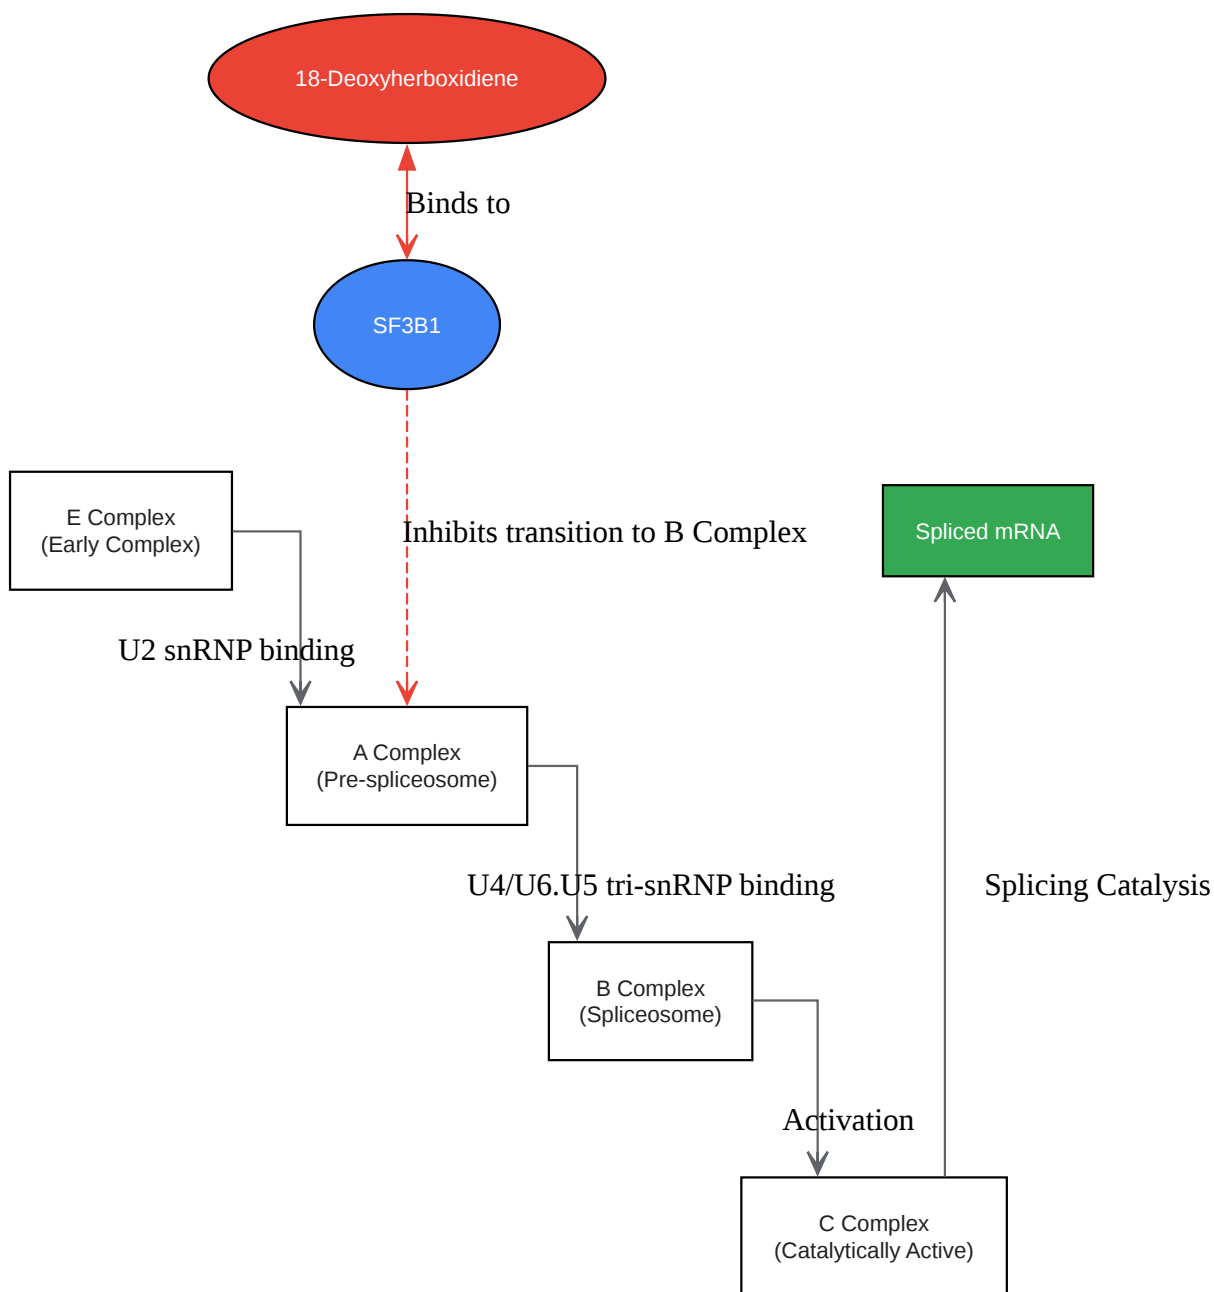 18-Deoxyherboxidiene
Binds to
SF3B1
E Complex
(Early Complex)
Inhibits transition to B Complex
Spliced mRNA
U2 snRNP binding
A Complex
(Pre-spliceosome)
U4/U6.U5 tri-snRNP binding
Splicing Catalysis
B Complex
(Spliceosome)
Activation
C Complex
(Catalytically Active)